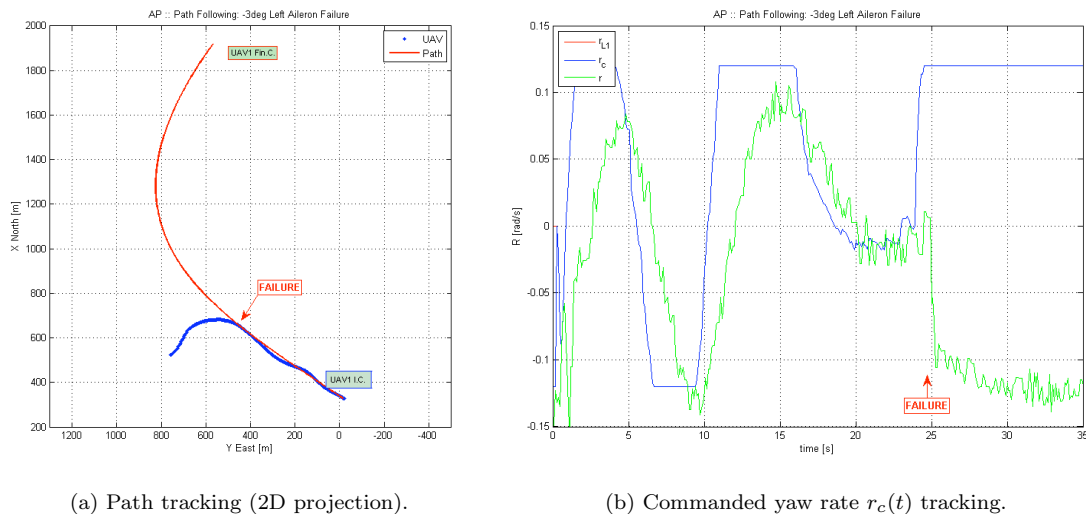 AP :: Path Following: -3deg Left Aileron Failure
2000
1800
1600
1400
1200
1000
800
600
400
200
X North [m]
UAV
Path
UAV1 Fin.C.
FAILURE
UAV1 I.C.
1200 1000 800 600 400 200 0 -200 -400
Y East [m]
(a) Path tracking (2D projection).
AP :: Path Following: -3deg Left Aileron Failure
0.15
0.1
0.05
0
-0.05
-0.1
-0.15
R [rad/s]
r_L1
r_c
r
FAILURE
0 5 10 15 20 25 30 35
time [s]
(b) Commanded yaw rate r_c(t) tracking.